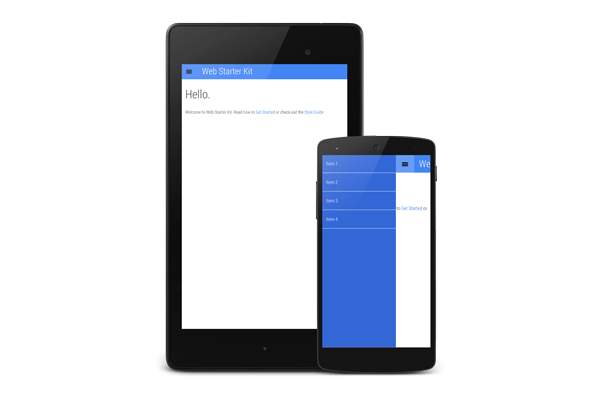 Web Starter Kit
Hello.
Welcome to Web Starter Kit. Read how to Get Started or check out the Style Guide.
Item 1
Item 2
Item 3
Item 4
We
to Get Started or